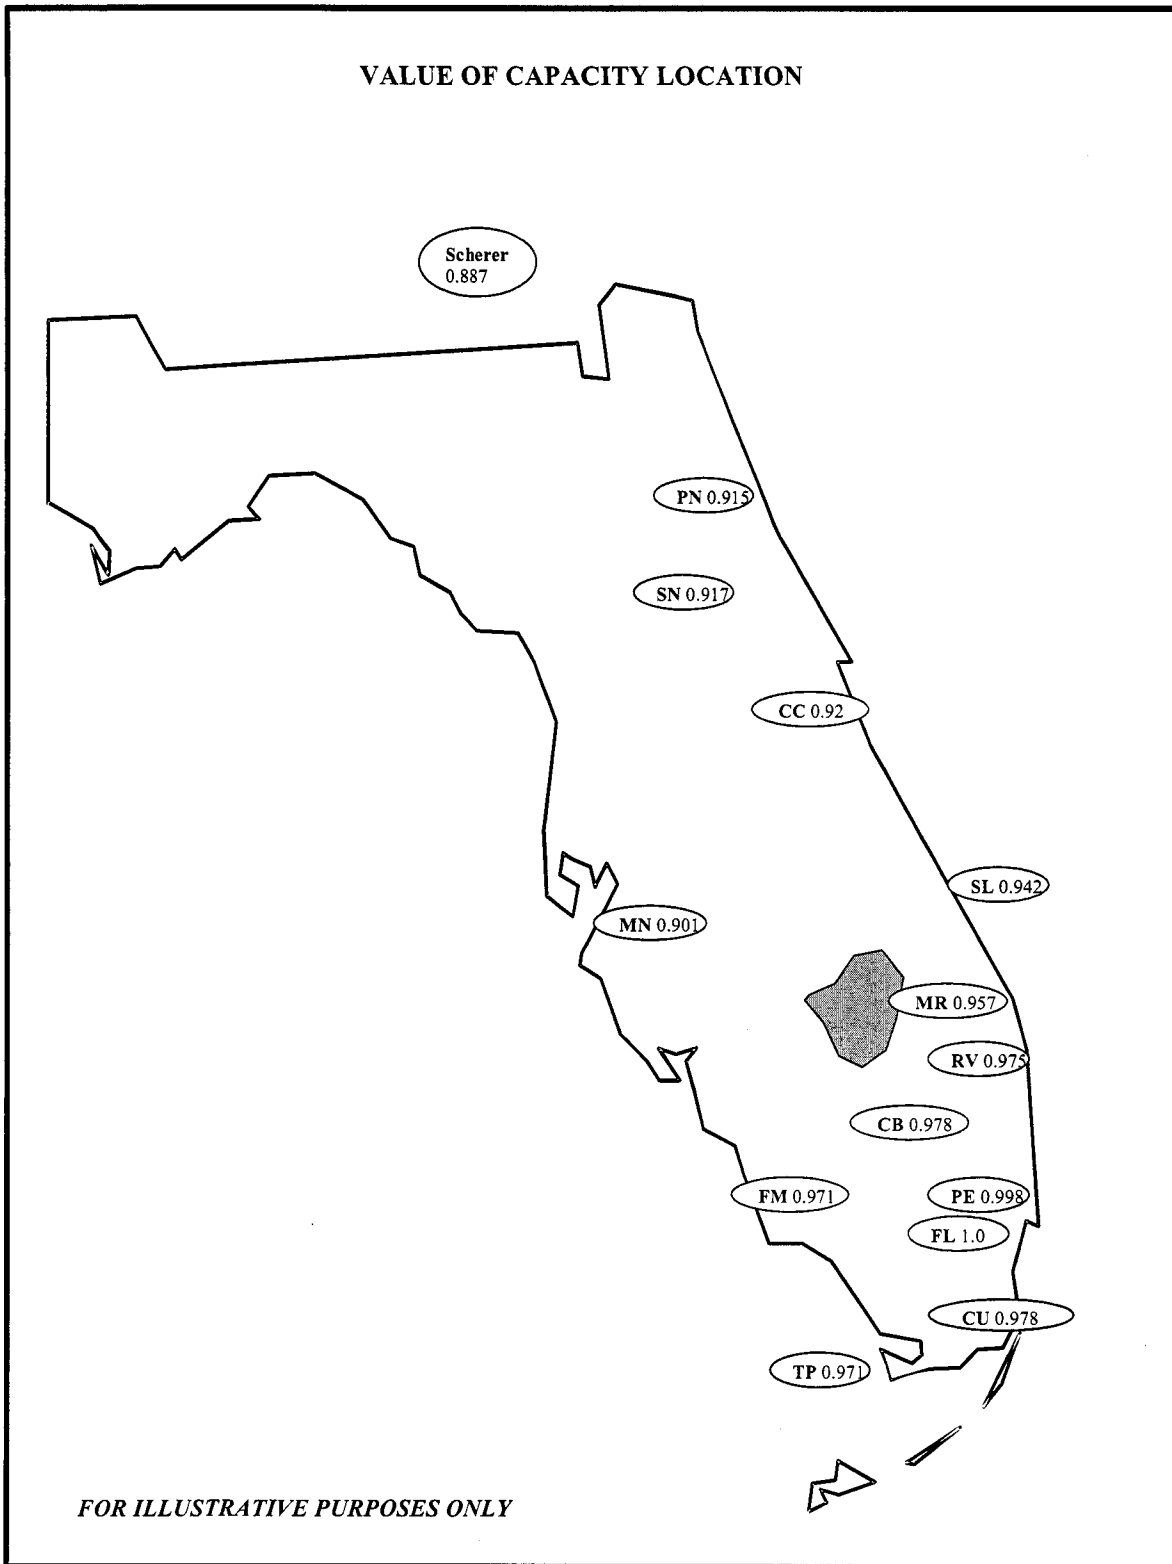 VALUE OF CAPACITY LOCATION
Scherer
0.887
PN 0.915
SN 0.917
CC 0.92
SL 0.942
MN 0.901
MR 0.957
RV 0.975
CB 0.978
FM 0.971
PE 0.998
FL 1.0
CU 0.978
TP 0.971
FOR ILLUSTRATIVE PURPOSES ONLY